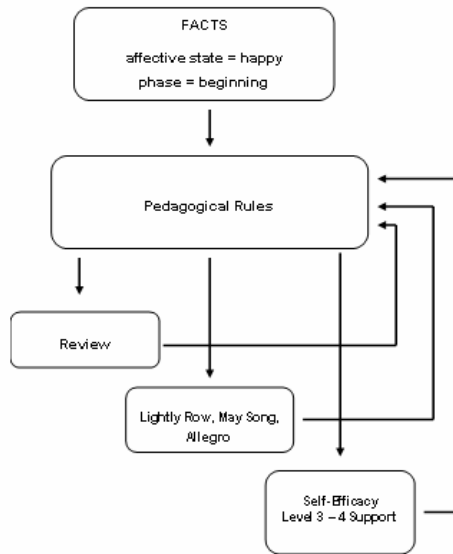 FACTS
affective state = happy
phase = beginning
Pedagogical Rules
Review
Lightly Row, May Song,
Allegro
Self-Efficacy
Level 3 – 4 Support